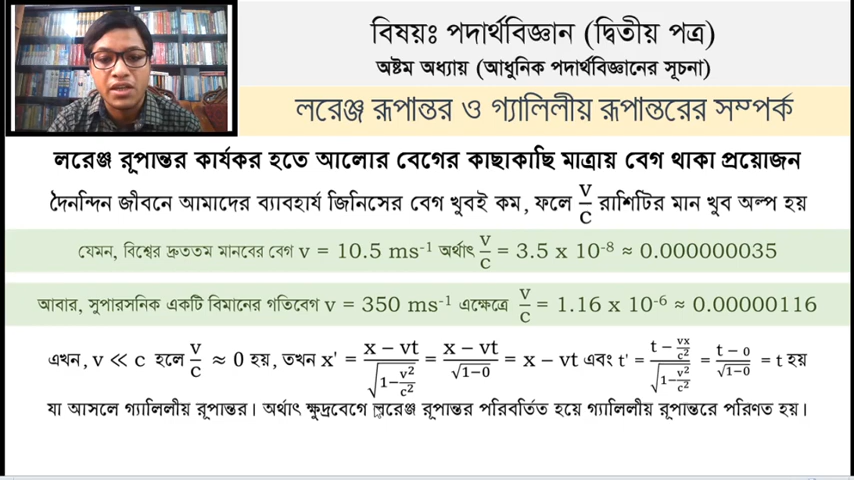 বিষয়ঃ পদার্থবিজ্ঞান (দ্বিতীয় পত্র)
অষ্টম অধ্যায় (আধুনিক পদার্থবিজ্ঞানের সূচনা)
লরেঞ্জ রূপান্তর ও গ্যালিলীয় রূপান্তরের সম্পর্ক
লরেঞ্জ রূপান্তর কার্যকর হতে আলোর বেগের কাছাকাছি মাত্রায় বেগ থাকা প্রয়োজন
দৈনন্দিন জীবনে আমাদের ব্যাবহার্য জিনিসের বেগ খুবই কম, ফলে v/c রাশিটির মান খুব অল্প হয়
যেমন, বিশ্বের দ্রুততম মানবের বেগ v = 10.5 ms⁻¹ অর্থাৎ v/c = 3.5 x 10⁻⁸ ≈ 0.000000035
আবার, সুপারসনিক একটি বিমানের গতিবেগ v = 350 ms⁻¹ এক্ষেত্রে v/c = 1.16 x 10⁻⁶ ≈ 0.00000116
এখন, v ≪ c হলে v/c ≈ 0 হয়, তখন x' = (x − vt)/√(1−v²/c²) = (x − vt)/√(1−0) = x − vt এবং t' = (t − vx/c²)/√(1−v²/c²) = (t − 0)/√(1−0) = t হয়
যা আসলে গ্যালিলীয় রূপান্তর। অর্থাৎ ক্ষুদ্রবেগে লরেঞ্জ রূপান্তর পরিবর্তিত হয়ে গ্যালিলীয় রূপান্তরে পরিণত হয়।